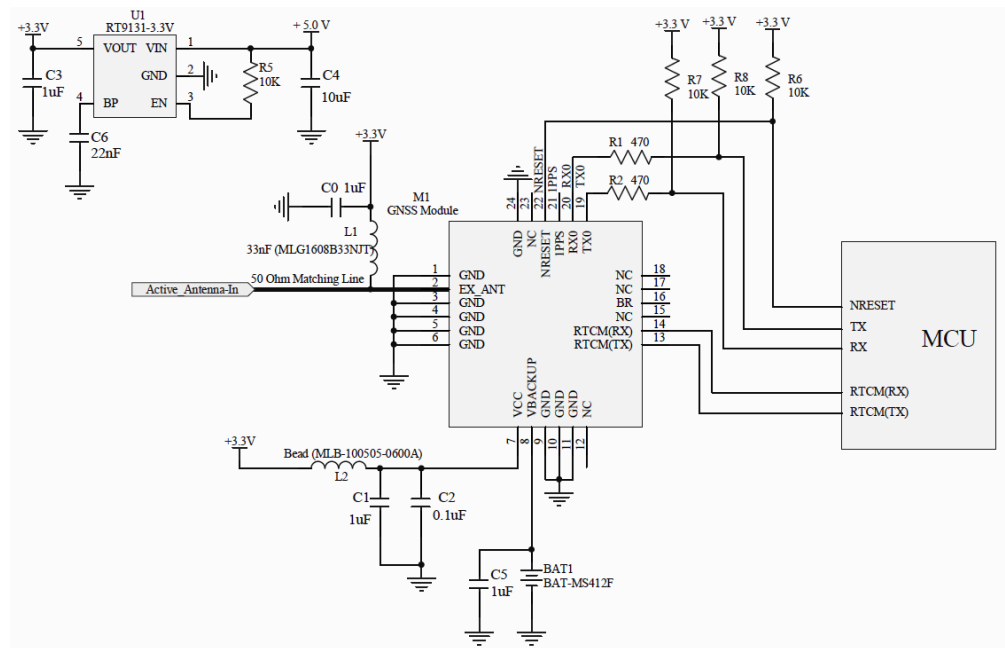 U1
RT9131-3.3V
+3.3V
+ 5.0 V
5
VOUT VIN
1
C3
1uF
GND
2
R5
10K
C4
10uF
4
BP
EN
3
C6
22nF
+3.3V
+3.3 V
+3.3 V
+3.3 V
R7
10K
R8
10K
R6
10K
R1 470
R2 470
C0 1uF
M1
GNSS Module
L1
33nF (MLG1608B33NJT)
50 Ohm Matching Line
Active_Antenna-In
24
23
22
21
20
19
NRESET
1PPS
RX0
TX0
GND
NC
NRESET
1PPS
RX0
TX0
1
GND
2
EX_ANT
3
GND
4
GND
5
GND
6
GND
NC
18
NC
17
BR
16
NC
15
RTCM(RX)
14
RTCM(TX)
13
VCC
VBACKUP
GND
GND
GND
NC
7
8
9
10
11
12
NRESET
TX
RX
MCU
RTCM(RX)
RTCM(TX)
+3.3V
Bead (MLB-100505-0600A)
L2
C1
1uF
C2
0.1uF
C5
1uF
BAT1
BAT-MS412F